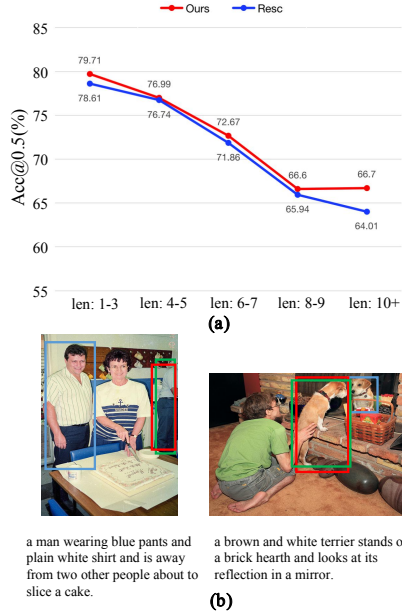 Ours Resc
85
80
75
70
65
60
55
Acc@0.5(%)
79.71
78.61
76.99
76.74
72.67
71.86
66.6
65.94
66.7
64.01
len: 1-3 len: 4-5 len: 6-7 len: 8-9 len: 10+
(a)
a man wearing blue pants and
plain white shirt and is away
from two other people about to
slice a cake.
a brown and white terrier stands
a brick hearth and looks at its
reflection in a mirror.
(b)